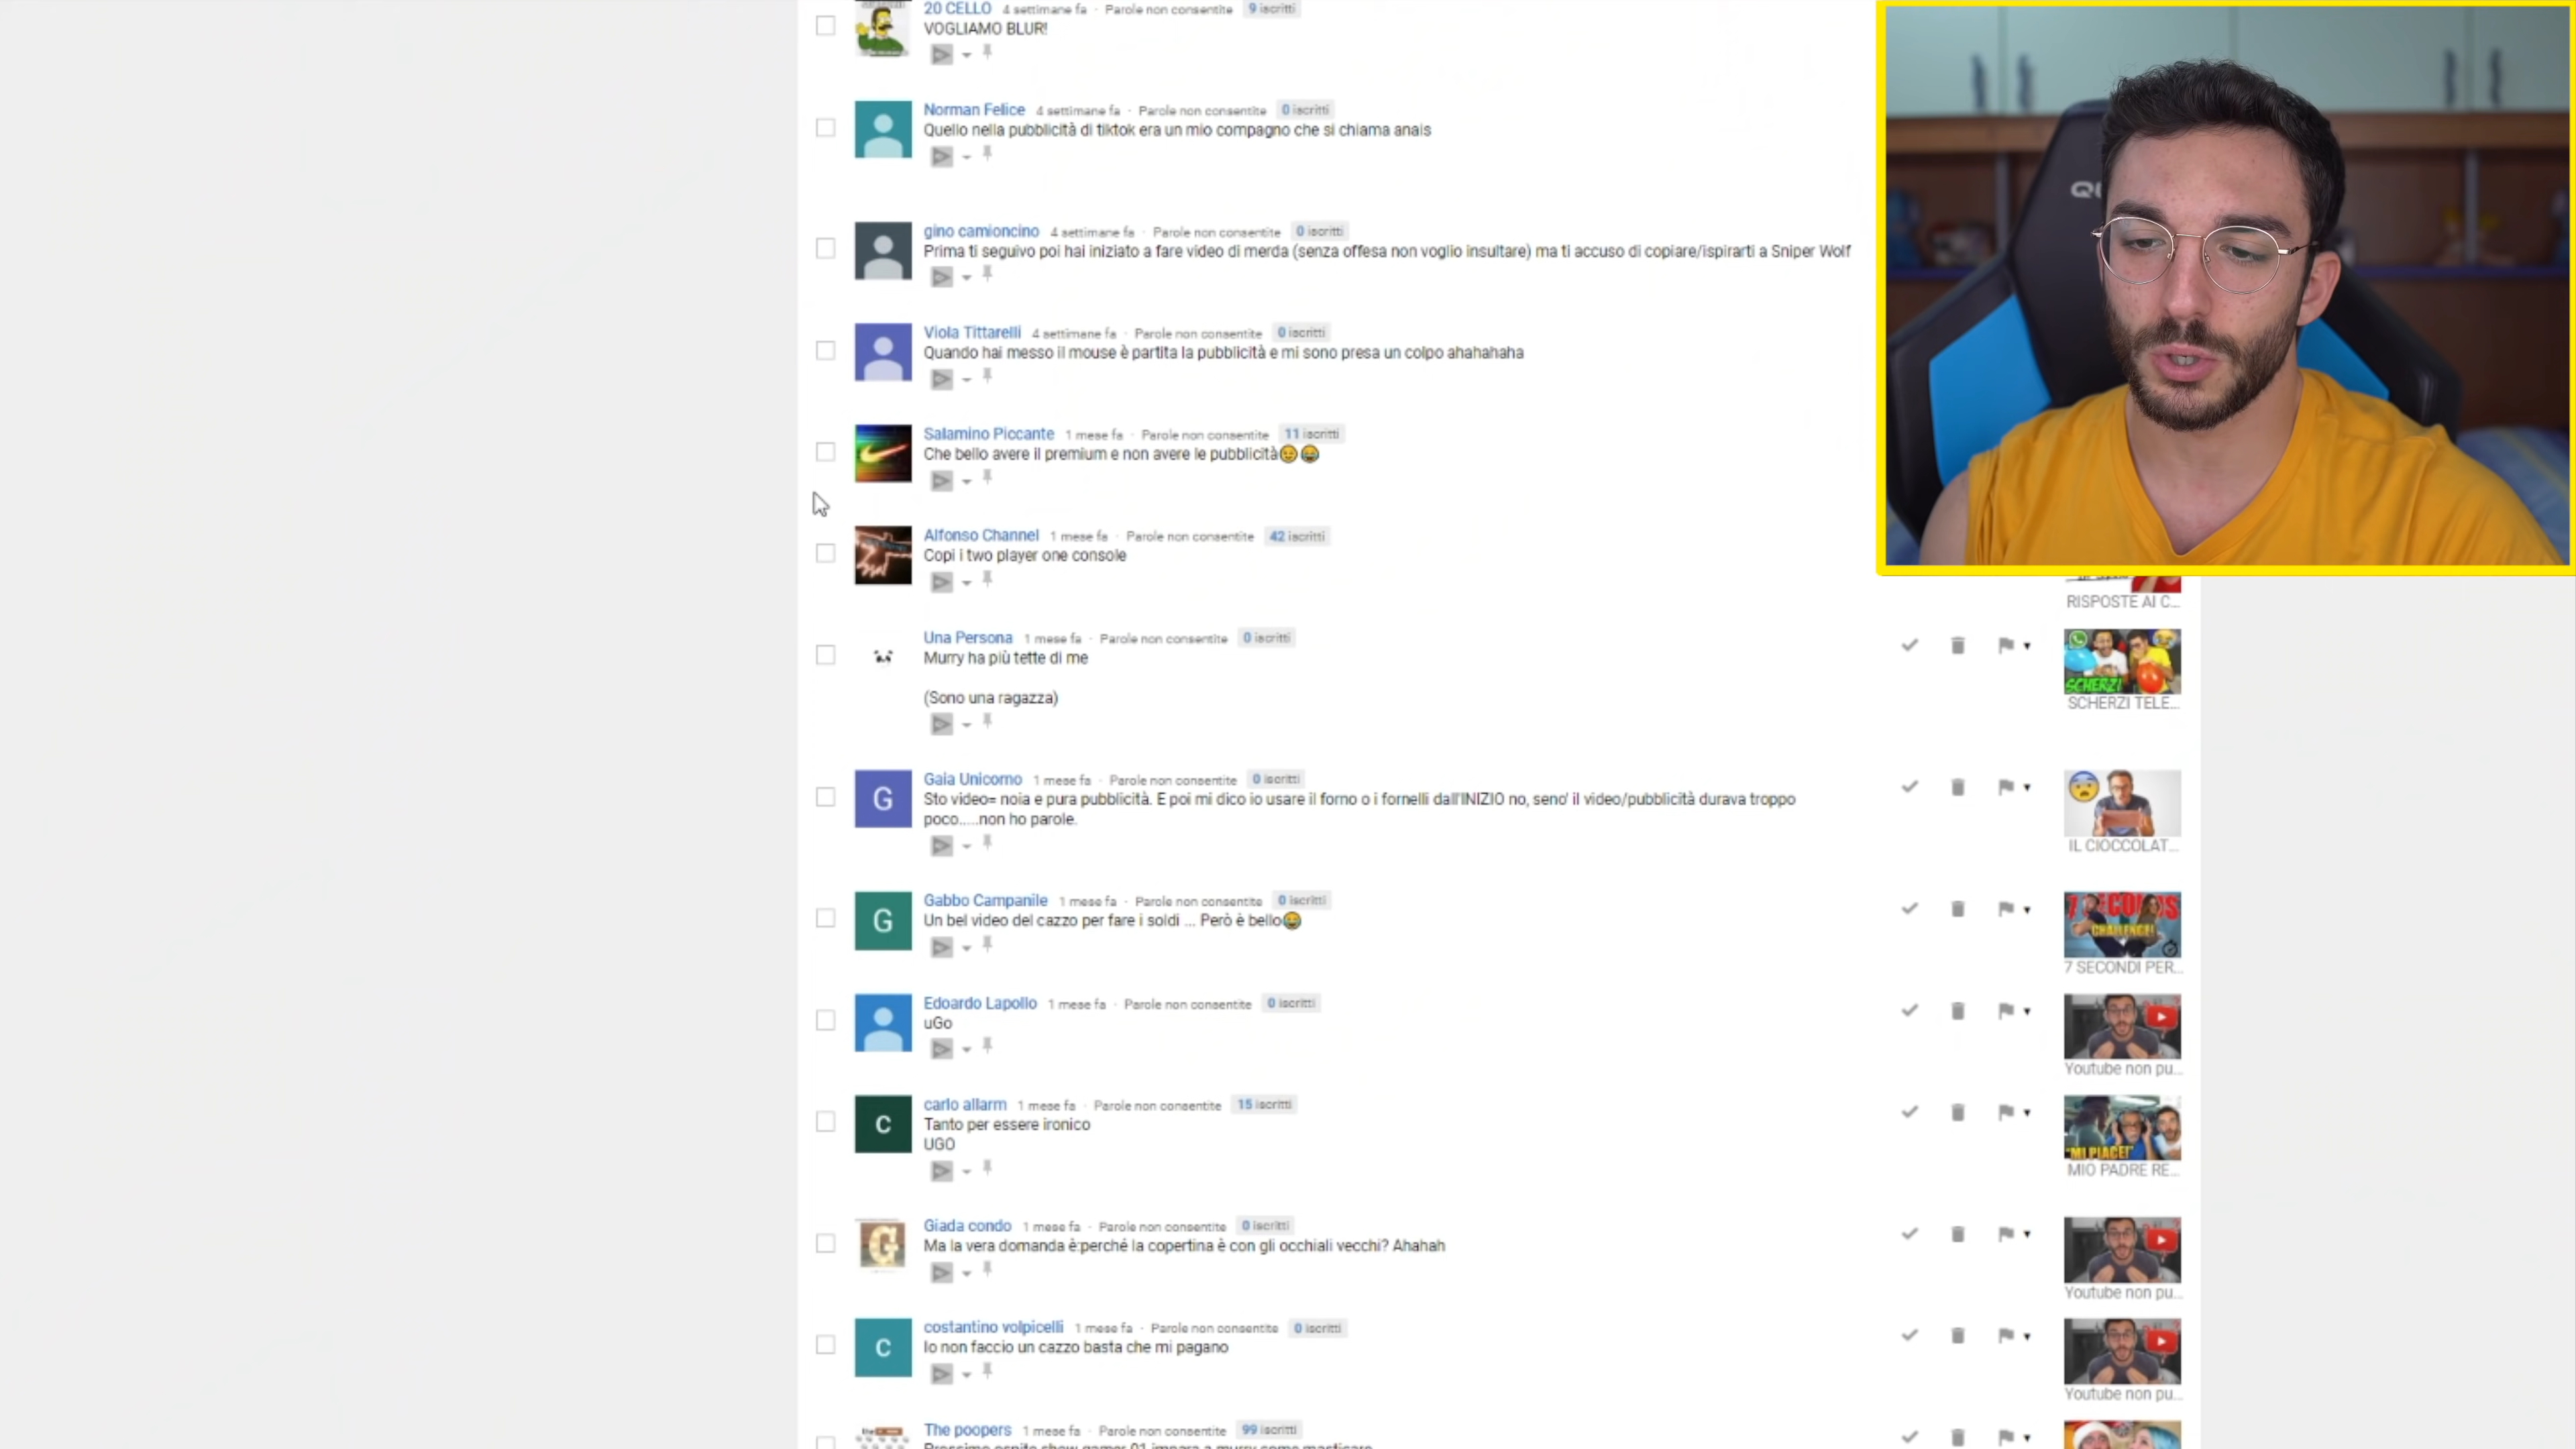 20 CELLO 4 settimane fa · Parole non consentite 9 iscritti
VOGLIAMO BLUR!
Norman Felice 4 settimane fa · Parole non consentite 0 iscritti
Quello nella pubblicità di tiktok era un mio compagno che si chiama anais
gino camioncino 4 settimane fa · Parole non consentite 0 iscritti
Prima ti seguivo poi hai iniziato a fare video di merda (senza offesa non voglio insultare) ma ti accuso di copiare/ispirarti a Sniper Wolf
Viola Tittarelli 4 settimane fa · Parole non consentite 0 iscritti
Quando hai messo il mouse è partita la pubblicità e mi sono presa un colpo ahahahaha
Salamino Piccante 1 mese fa · Parole non consentite 11 iscritti
Che bello avere il premium e non avere le pubblicità😉😂
Alfonso Channel 1 mese fa · Parole non consentite 42 iscritti
Copi i two player one console
RISPOSTE AI C...
Una Persona 1 mese fa · Parole non consentite 0 iscritti
Murry ha più tette di me
(Sono una ragazza)
SCHERZI
SCHERZI TELE...
G
Gaia Unicorno 1 mese fa · Parole non consentite 0 iscritti
Sto video= noia e pura pubblicità. E poi mi dico io usare il forno o i fornelli dall'INIZIO no, seno' il video/pubblicità durava troppo
poco.....non ho parole.
IL CIOCCOLAT...
G
Gabbo Campanile 1 mese fa · Parole non consentite 0 iscritti
Un bel video del cazzo per fare i soldi ... Però è bello😂
CHALLENGE!
7 SECONDI PER...
Edoardo Lapollo 1 mese fa · Parole non consentite 0 iscritti
uGo
Youtube non pu...
C
carlo allarm 1 mese fa · Parole non consentite 15 iscritti
Tanto per essere ironico
UGO
"MI PIACE!"
MIO PADRE RE...
G
Giada condo 1 mese fa · Parole non consentite 0 iscritti
Ma la vera domanda è:perché la copertina è con gli occhiali vecchi? Ahahah
Youtube non pu...
C
costantino volpicelli 1 mese fa · Parole non consentite 0 iscritti
Io non faccio un cazzo basta che mi pagano
Youtube non pu...
The poopers 1 mese fa · Parole non consentite 99 iscritti